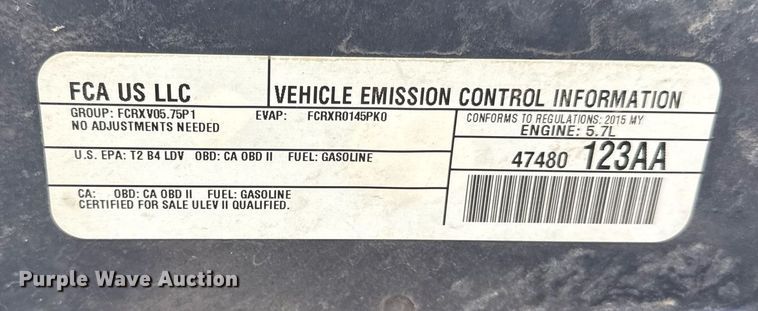 FCA US LLC
VEHICLE EMISSION CONTROL INFORMATION
GROUP: FCRXV05.75P1 EVAP: FCRXR0145PK0
NO ADJUSTMENTS NEEDED
CONFORMS TO REGULATIONS: 2015 MY
ENGINE: 5.7L
U.S. EPA: T2 B4 LDV OBD: CA OBD II FUEL: GASOLINE
47480 123AA
CA: OBD: CA OBD II FUEL: GASOLINE
CERTIFIED FOR SALE ULEV II QUALIFIED.
Purple Wave Auction